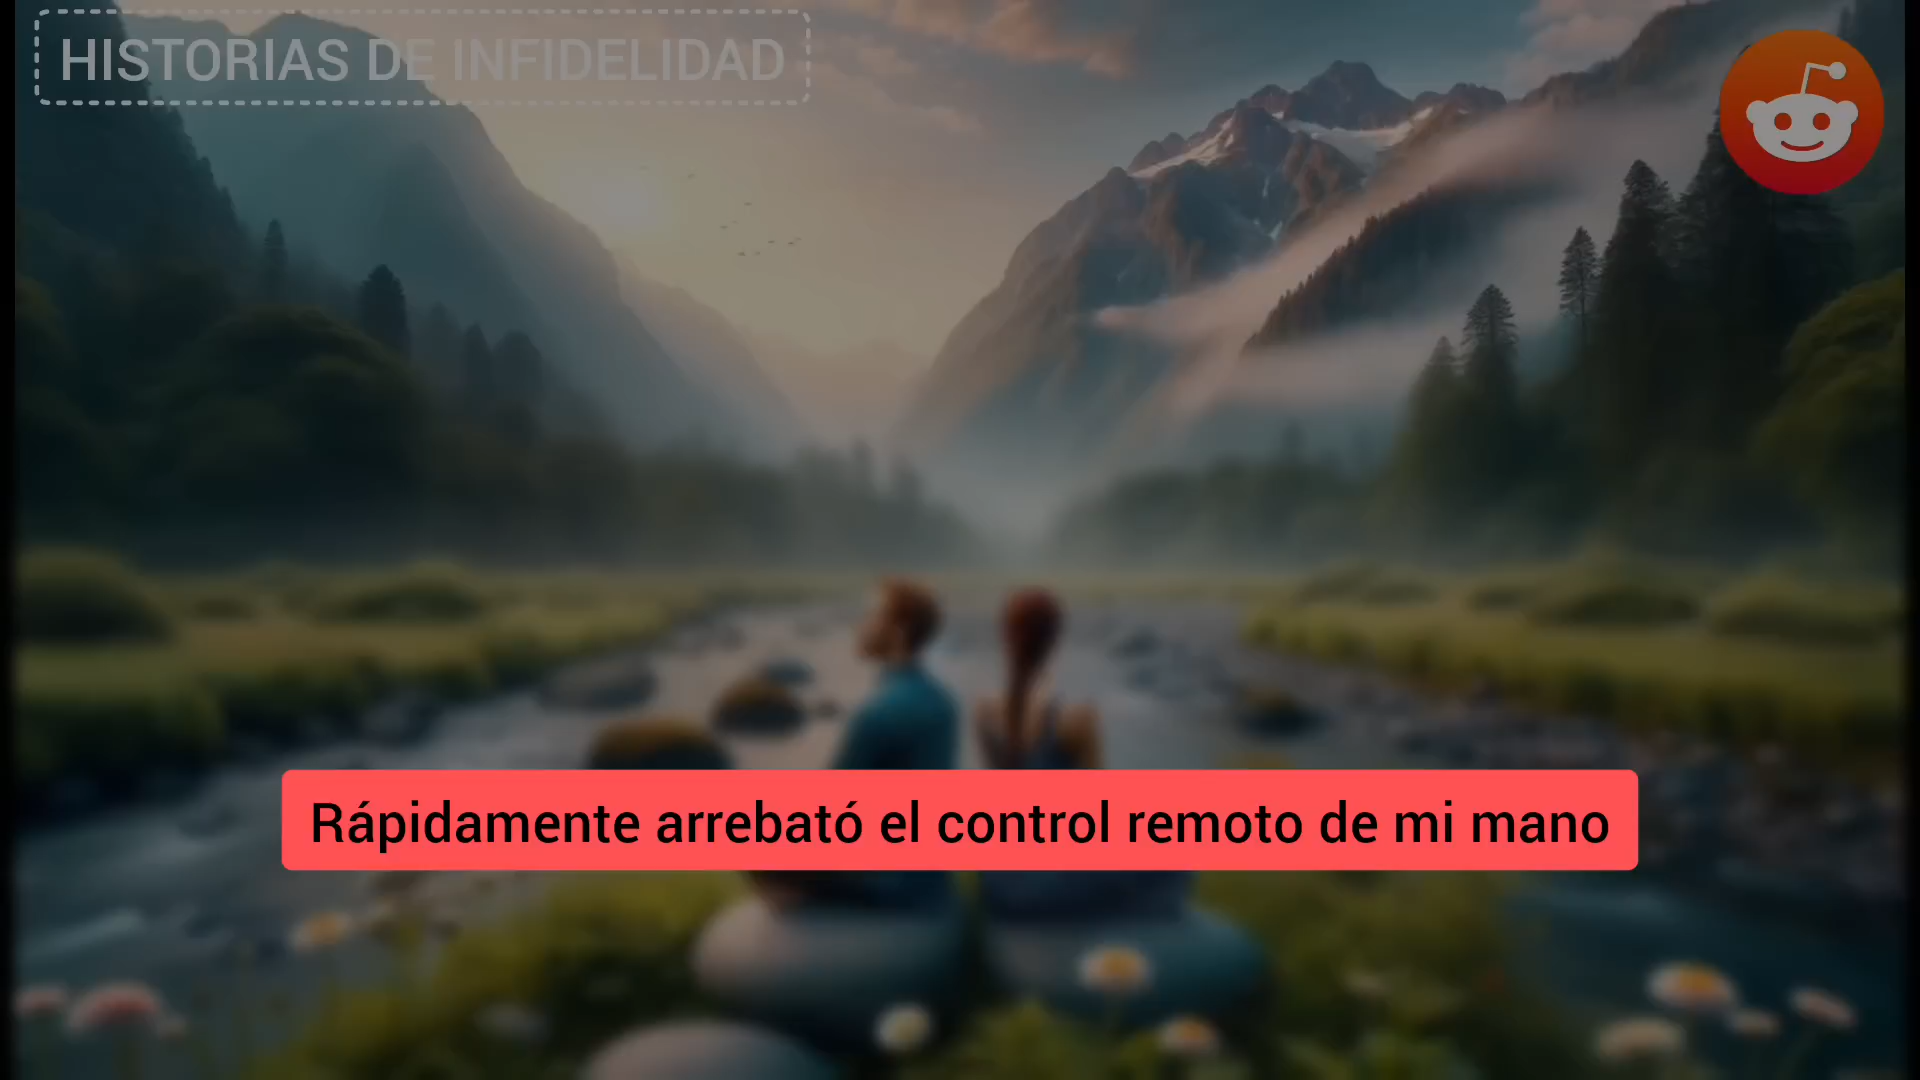 HISTORIAS DE INFIDELIDAD
Rápidamente arrebató el control remoto de mi mano